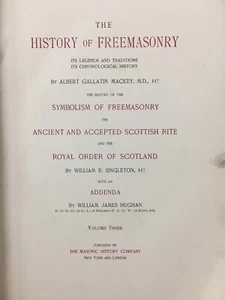 THE
HISTORY OF FREEMASONRY
ITS LEGENDS AND TRADITIONS
ITS CHRONOLOGICAL HISTORY
BY ALBERT GALLATIN MACKEY, M.D., 33°
THE HISTORY OF THE
SYMBOLISM OF FREEMASONRY
THE
ANCIENT AND ACCEPTED SCOTTISH RITE
AND THE
ROYAL ORDER OF SCOTLAND
BY WILLIAM R. SINGLETON, 33°
WITH AN
ADDENDA
BY WILLIAM JAMES HUGHAN
VOLUME THREE
PUBLISHED BY
THE MASONIC HISTORY COMPANY
NEW YORK AND LONDON